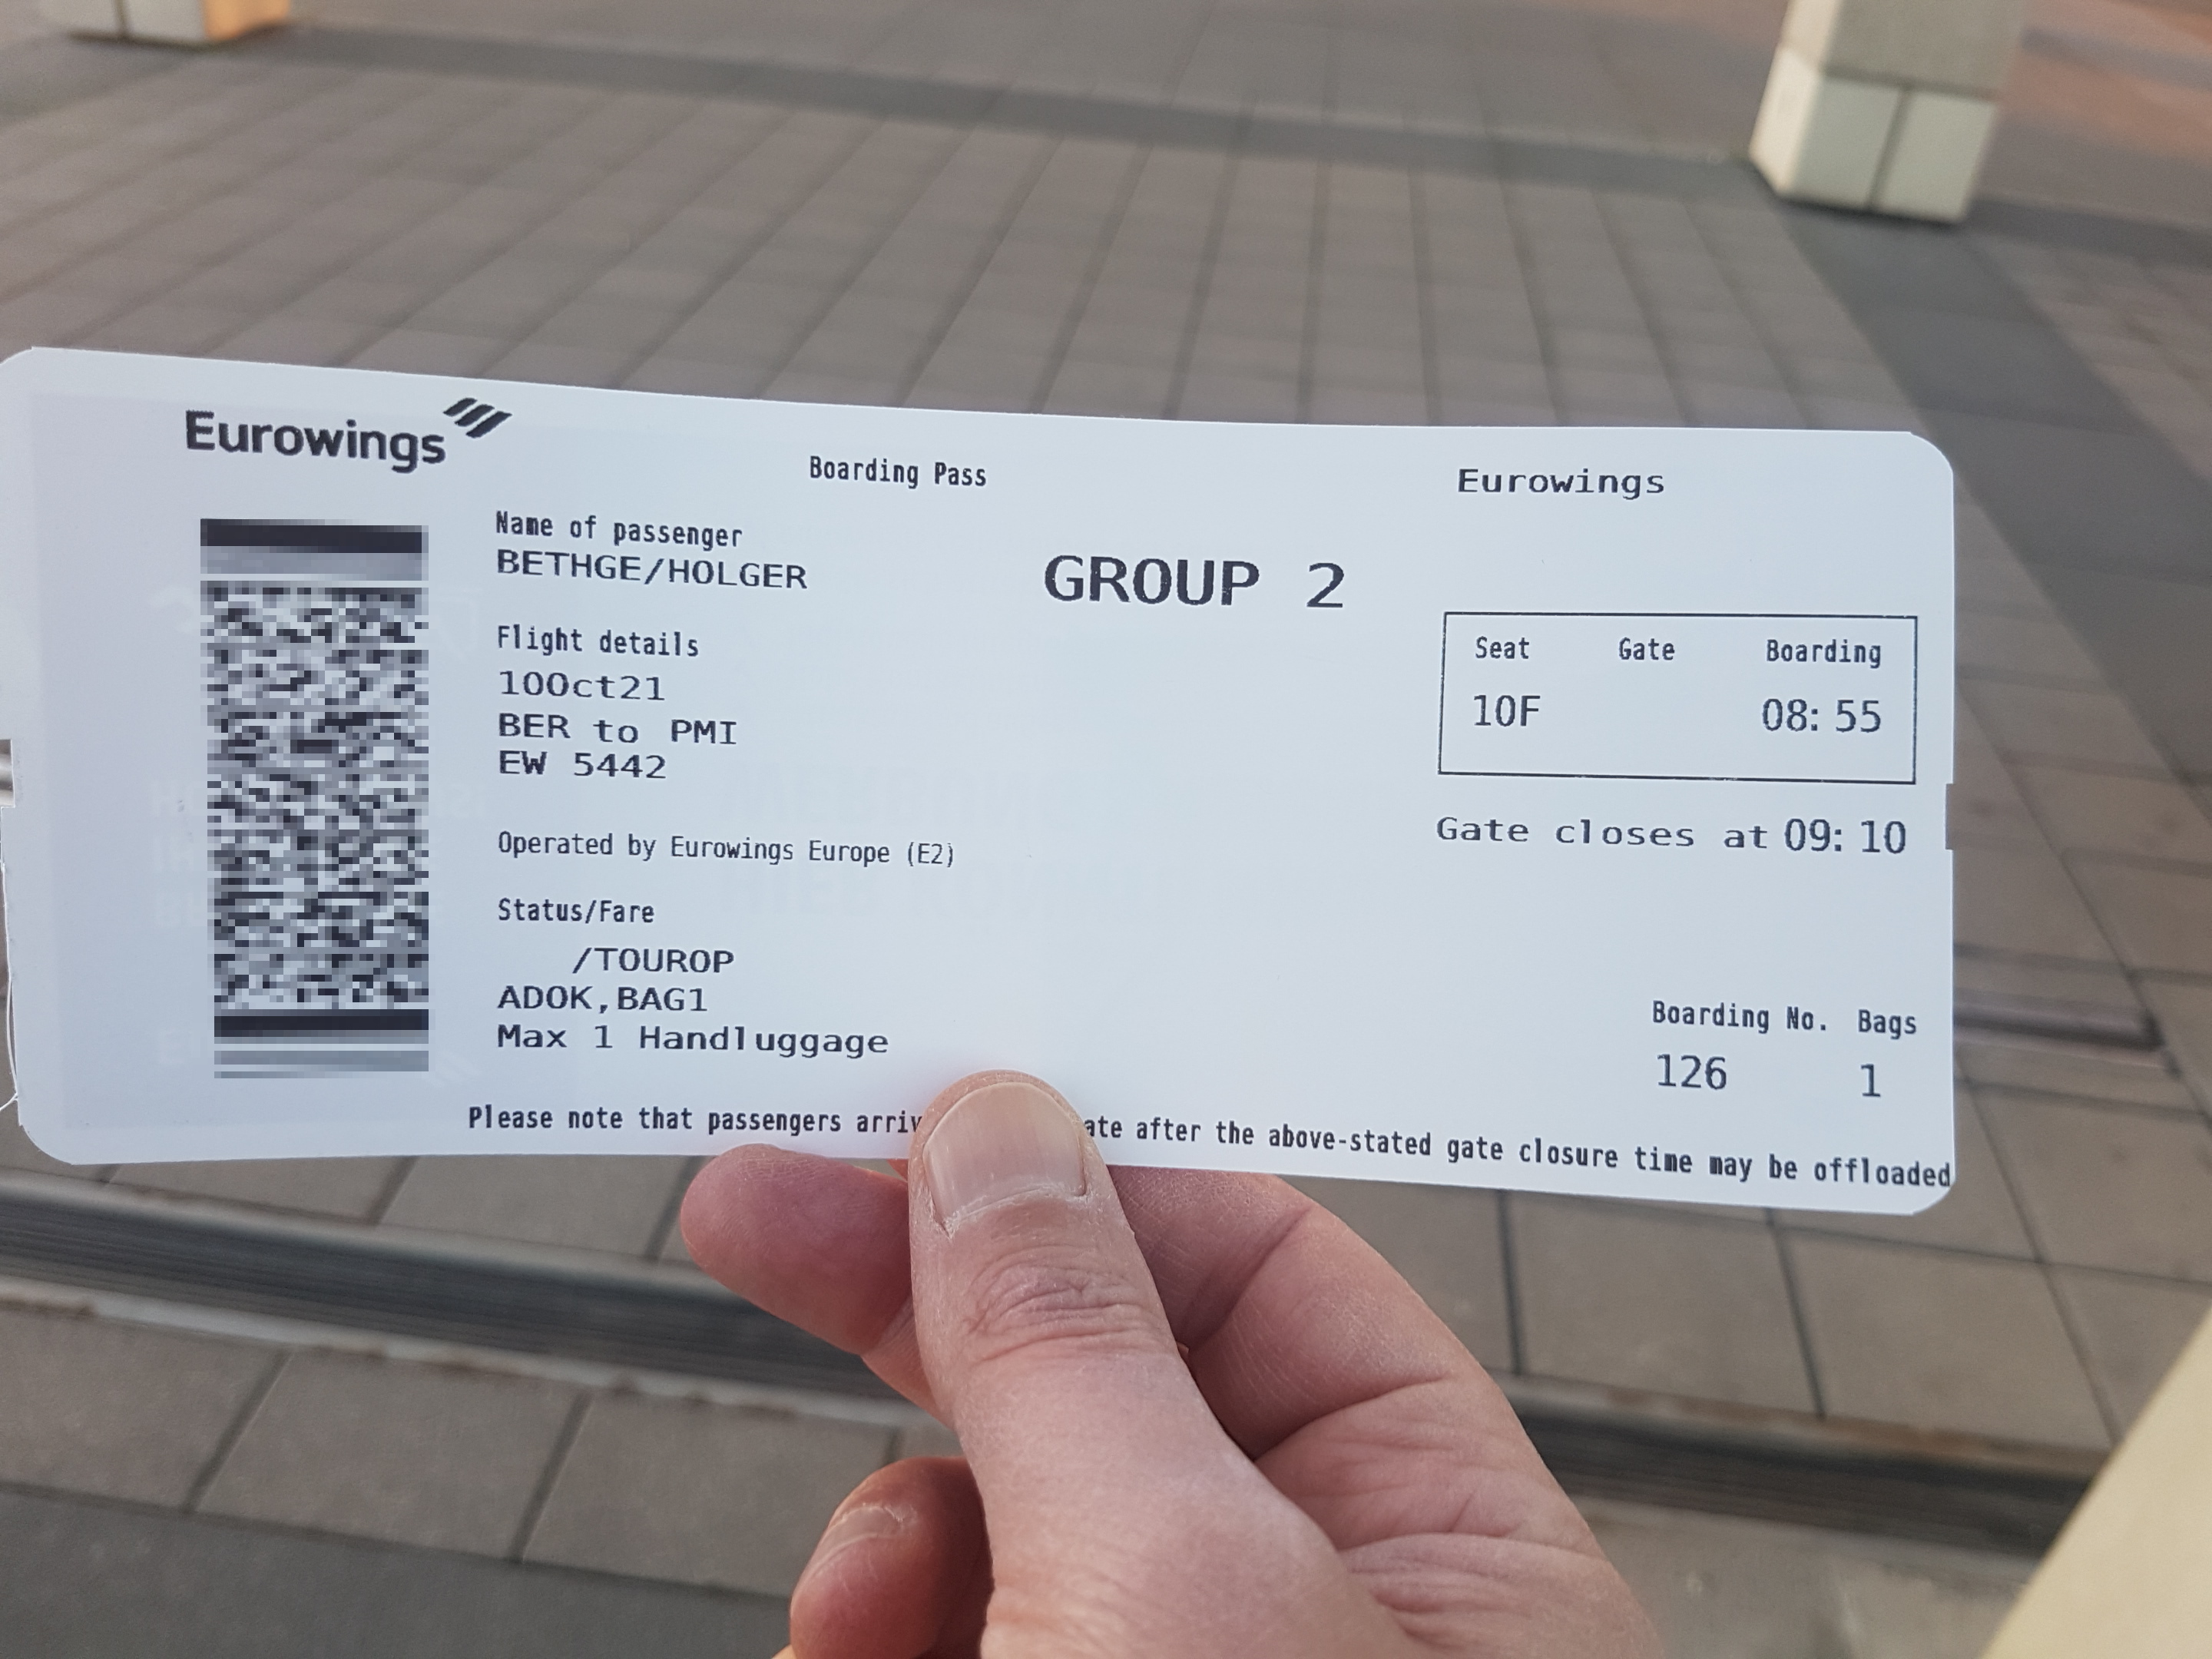 Eurowings
Boarding Pass
Eurowings
Name of passenger
BETHGE/HOLGER
GROUP 2
Flight details
10Oct21
BER to PMI
EW 5442
Seat Gate Boarding
10F 08: 55
Gate closes at 09: 10
Operated by Eurowings Europe (E2)
Status/Fare
/TOUROP
ADOK,BAG1
Max 1 Handluggage
Boarding No. Bags
126 1
Please note that passengers after the above-stated gate closure time may be offloaded